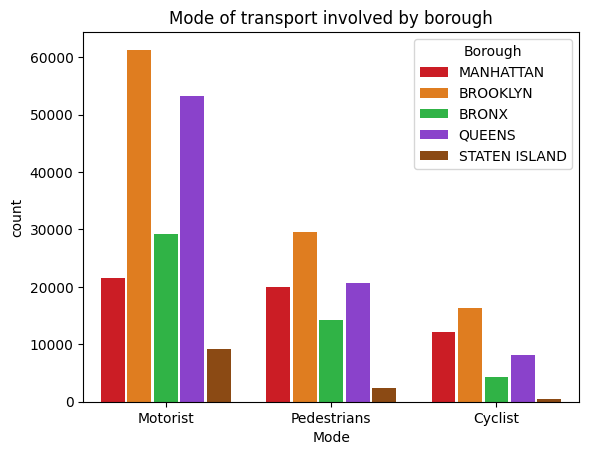 Mode of transport involved by borough
Borough
MANHATTAN
BROOKLYN
BRONX
QUEENS
STATEN ISLAND
count
60000
50000
40000
30000
20000
10000
0
Motorist
Pedestrians
Cyclist
Mode